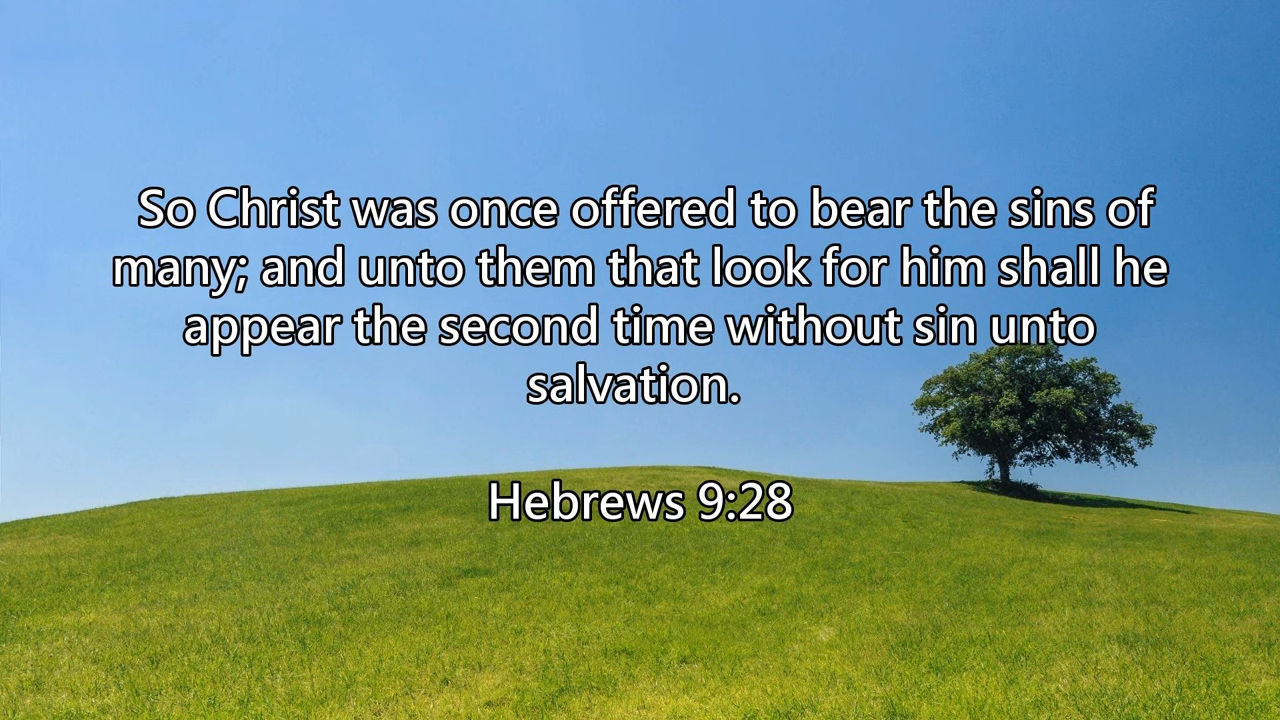 So Christ was once offered to bear the sins of
many; and unto them that look for him shall he
appear the second time without sin unto
salvation.
Hebrews 9:28